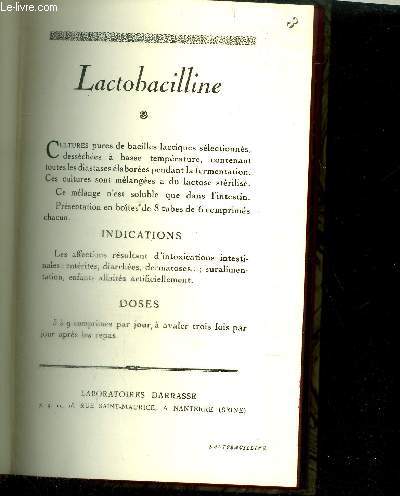 Le-livre.com
8
Lactobacilline
CULTURES pures de bacilles lactiques sélectionnés,
desséchées à basse température, contenant
toutes les diastases élaborées pendant la fermentation.
Ces cultures sont mélangées à du lactose stérilisé.
Ce mélange n'est soluble que dans l'intestin.
Présentation en boîtes de 8 tubes de 6 comprimés
chacun.
INDICATIONS
Les affections résultant d'intoxications intesti-
nales : entérites, diarrhées, dermatoses... ; suralimen-
tation, enfants alimités artificiellement.
DOSES
à 9 comprimés par jour, à avaler trois fois par
jour après les repas.
LABORATOIRES DARRASSE
RUE SAINT-MAURICE, A NANTERRE (SEINE)
LACTOBACILLINE